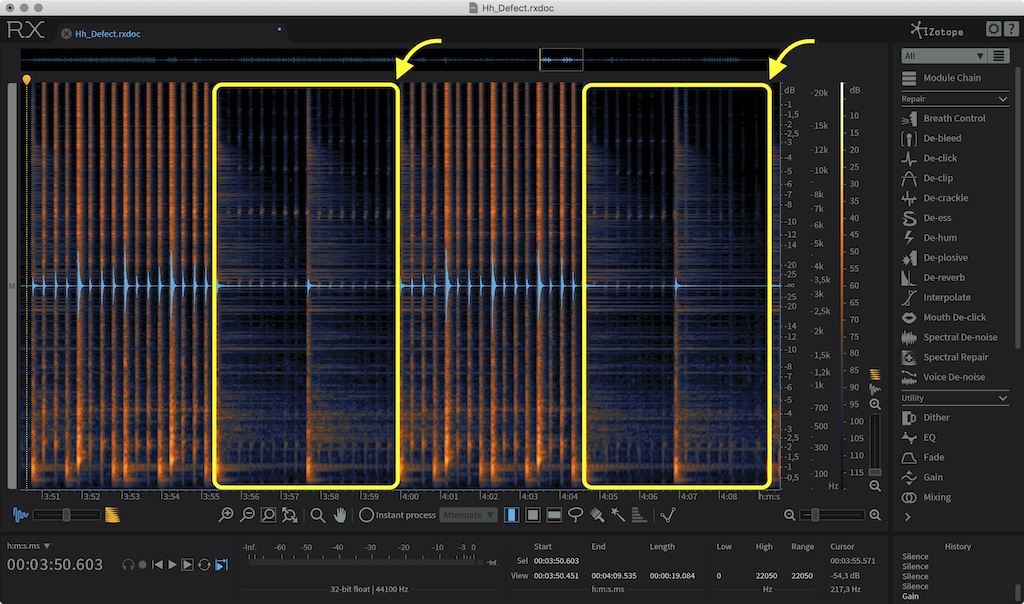 Hh_Defect.rxdoc
RX
Hh_Defect.rxdoc
iZotope
?
All
Module Chain
Repair
Breath Control
De-bleed
De-click
De-clip
De-crackle
De-ess
De-hum
De-plosive
De-reverb
Interpolate
Mouth De-click
Spectral De-noise
Spectral Repair
Voice De-noise
Utility
Dither
EQ
Fade
Gain
Mixing
M
dB
-1
-1,5
-2
-2,5
-3
-4
-5
-6
-7
-8
-10
-12
-14
-20
-25
-∞
-25
-20
-14
-12
-10
-8
-7
-6
-5
-4
-3
-2,5
-2
-1,5
-1
-0,5
-20k
-15k
-12k
-10k
-8k
-7k
-6k
-5k
-4k
-3,5k
-3k
-2,5k
-2k
-1,5k
-1,2k
-1k
-700
-500
-300
-100
Hz
dB
10
15
20
25
30
35
40
45
50
55
60
65
70
75
80
85
90
95
100
105
110
115
3:51 3:52 3:53 3:54 3:55 3:56 3:57 3:58 3:59 4:00 4:01 4:02 4:03 4:04 4:05 4:06 4:07 4:08 h:m:s
Instant process Attenuate
h:m:s.ms
00:03:50.603
-Inf. -60 -50 -40 -30 -20 -10 -3 0
-Inf.
32-bit float | 44100 Hz
Start End Length Low High Range Cursor
Sel 00:03:50.603 00:03:55.571
View 00:03:50.451 00:04:09.535 00:00:19.084 0 22050 22050 -54,3 dB
h:m:s.ms Hz 217,3 Hz
History
Silence
Silence
Silence
Silence
Gain